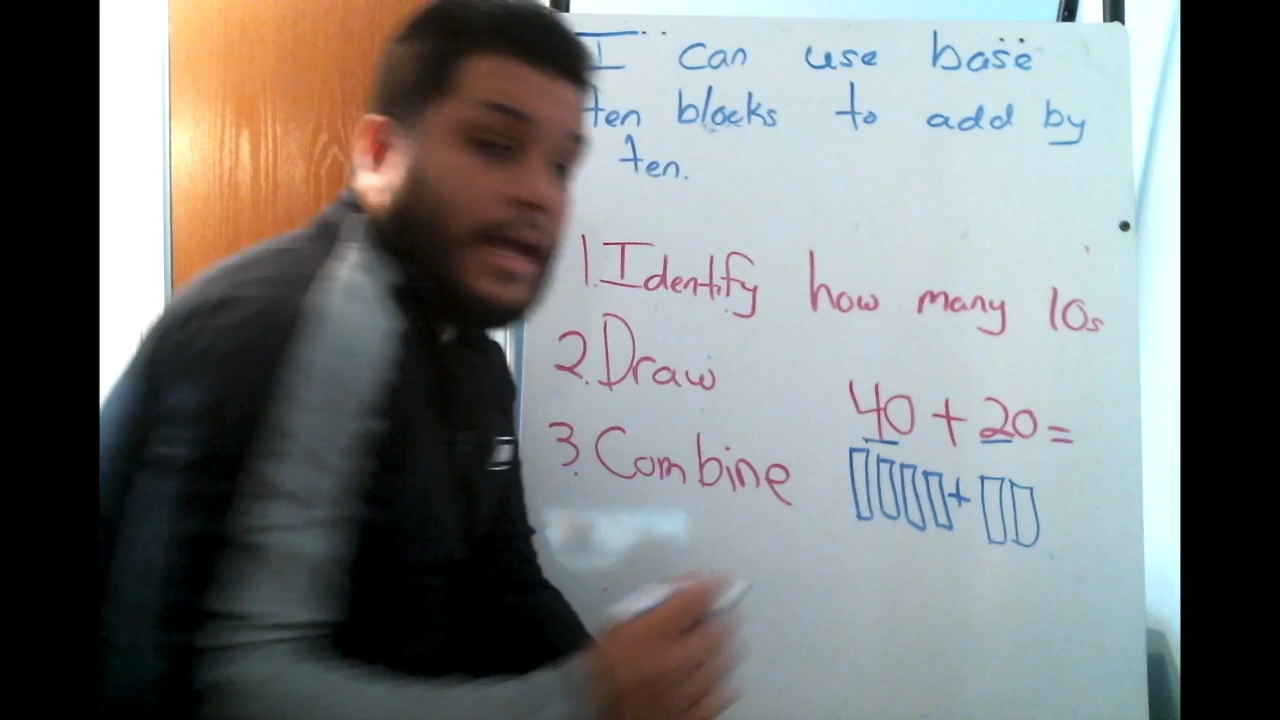 I can use base
ten blocks to add by
ten.
1. Identify how many 10s
2. Draw
40 + 20 =
3. Combine
+